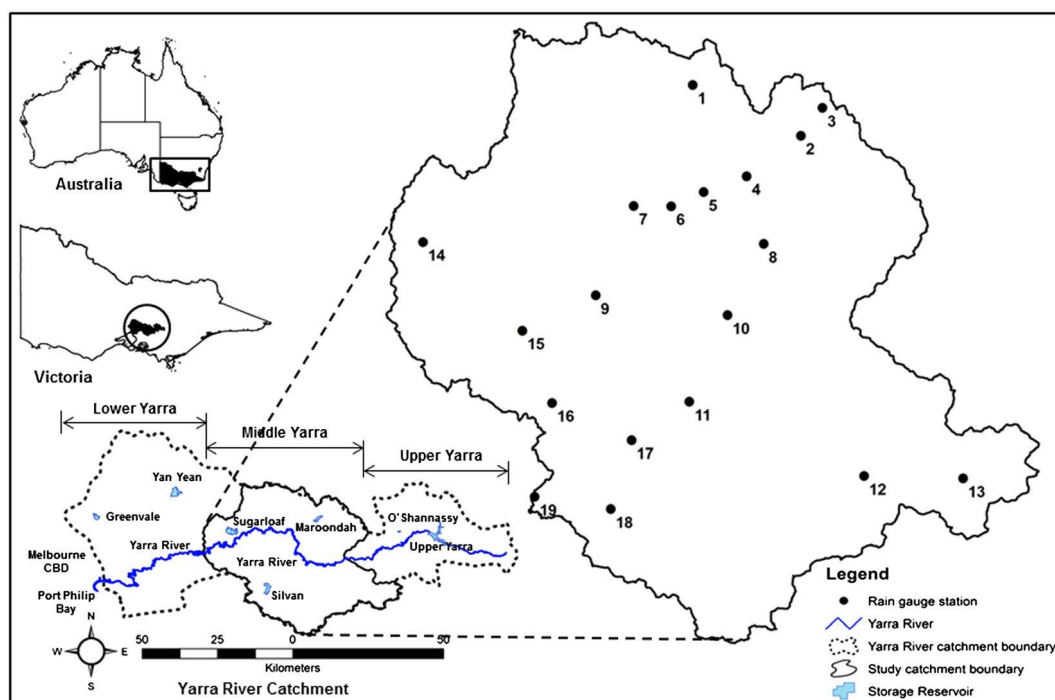 Australia
Victoria
Lower Yarra
Middle Yarra
Upper Yarra
Yan Yean
Greenvale
Sugarloaf
Maroondah
O'Shannassy
Upper Yarra
Yarra River
Yarra River
Melbourne
CBD
Port Philip
Bay
Silvan
N
W
E
S
50
25
0
50
Kilometers
Yarra River Catchment
1
3
2
4
5
6
7
8
14
9
10
15
16
11
17
12
13
19
18
Legend
Rain gauge station
Yarra River
Yarra River catchment boundary
Study catchment boundary
Storage Reservoir